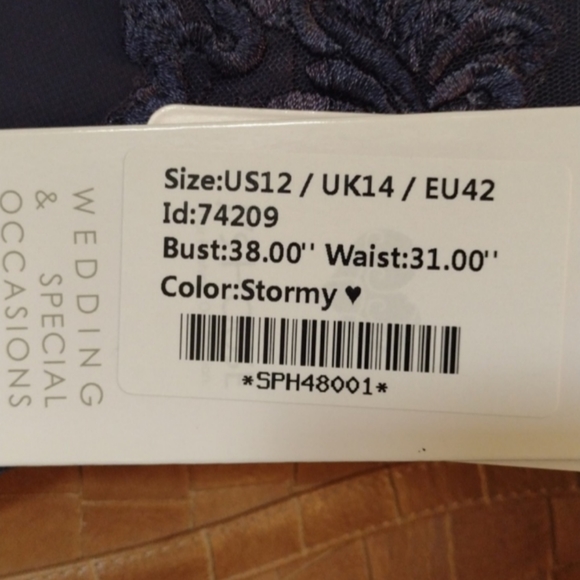 WEDDING
& SPECIAL
OCCASIONS
Size:US12 / UK14 / EU42
Id:74209
Bust:38.00'' Waist:31.00''
Color:Stormy ♥
*SPH48001*